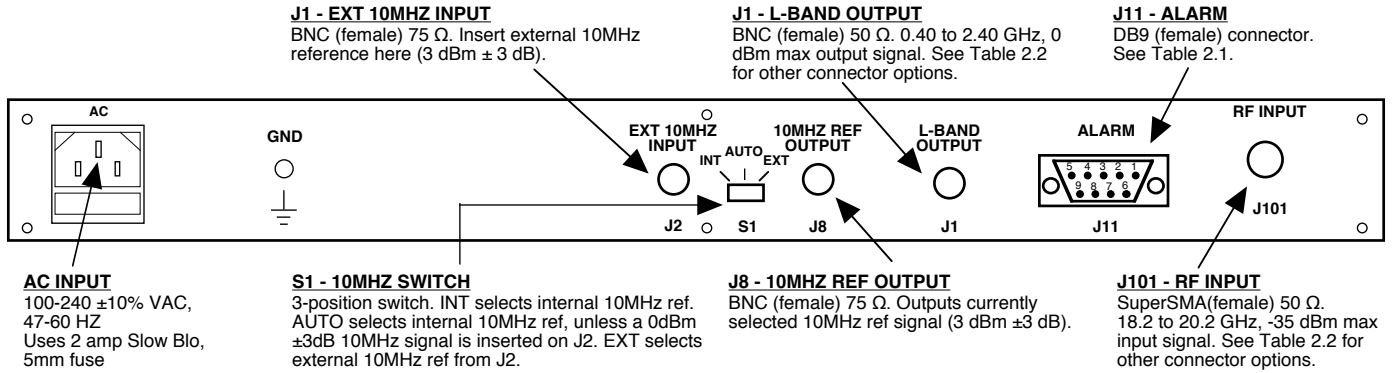 J1 - EXT 10MHZ INPUT
BNC (female) 75 Ω. Insert external 10MHz
reference here (3 dBm ± 3 dB).
J1 - L-BAND OUTPUT
BNC (female) 50 Ω. 0.40 to 2.40 GHz, 0
dBm max output signal. See Table 2.2
for other connector options.
J11 - ALARM
DB9 (female) connector.
See Table 2.1.
AC
GND
EXT 10MHZ
INPUT
INT
AUTO
EXT
10MHZ REF
OUTPUT
L-BAND
OUTPUT
ALARM
5 4 3 2 1
9 8 7 6
RF INPUT
J2
S1
J8
J1
J11
J101
AC INPUT
100-240 ±10% VAC,
47-60 HZ
Uses 2 amp Slow Blo,
5mm fuse
S1 - 10MHZ SWITCH
3-position switch. INT selects internal 10MHz ref.
AUTO selects internal 10MHz ref, unless a 0dBm
±3dB 10MHz signal is inserted on J2. EXT selects
external 10MHz ref from J2.
J8 - 10MHZ REF OUTPUT
BNC (female) 75 Ω. Outputs currently
selected 10MHz ref signal (3 dBm ±3 dB).
J101 - RF INPUT
SuperSMA(female) 50 Ω.
18.2 to 20.2 GHz, -35 dBm max
input signal. See Table 2.2 for
other connector options.